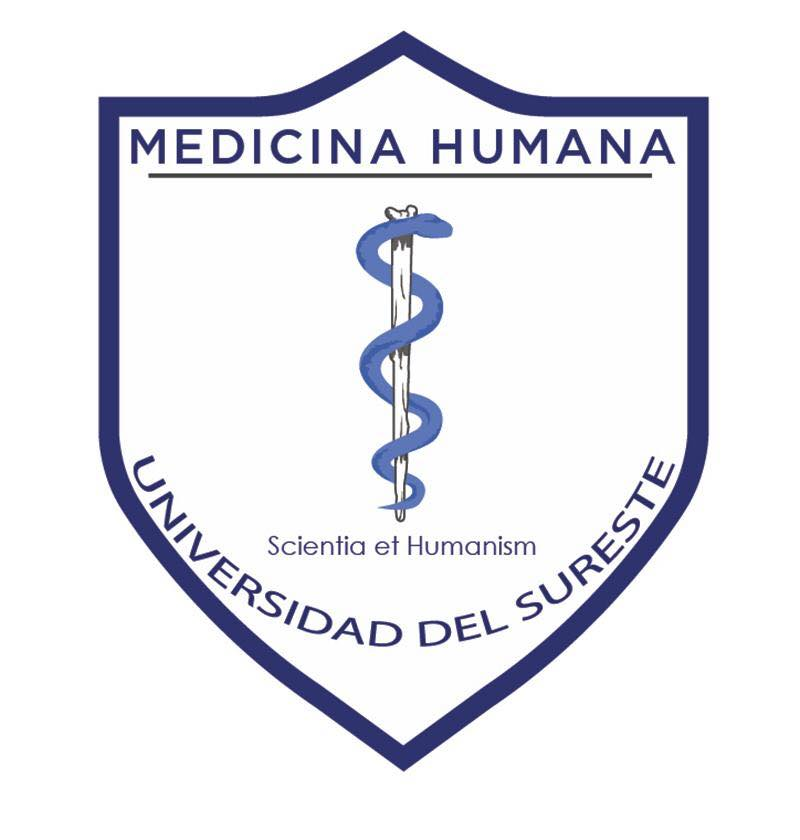 MEDICINA HUMANA
Scientia et Humanism
UNIVERSIDAD DEL SURESTE